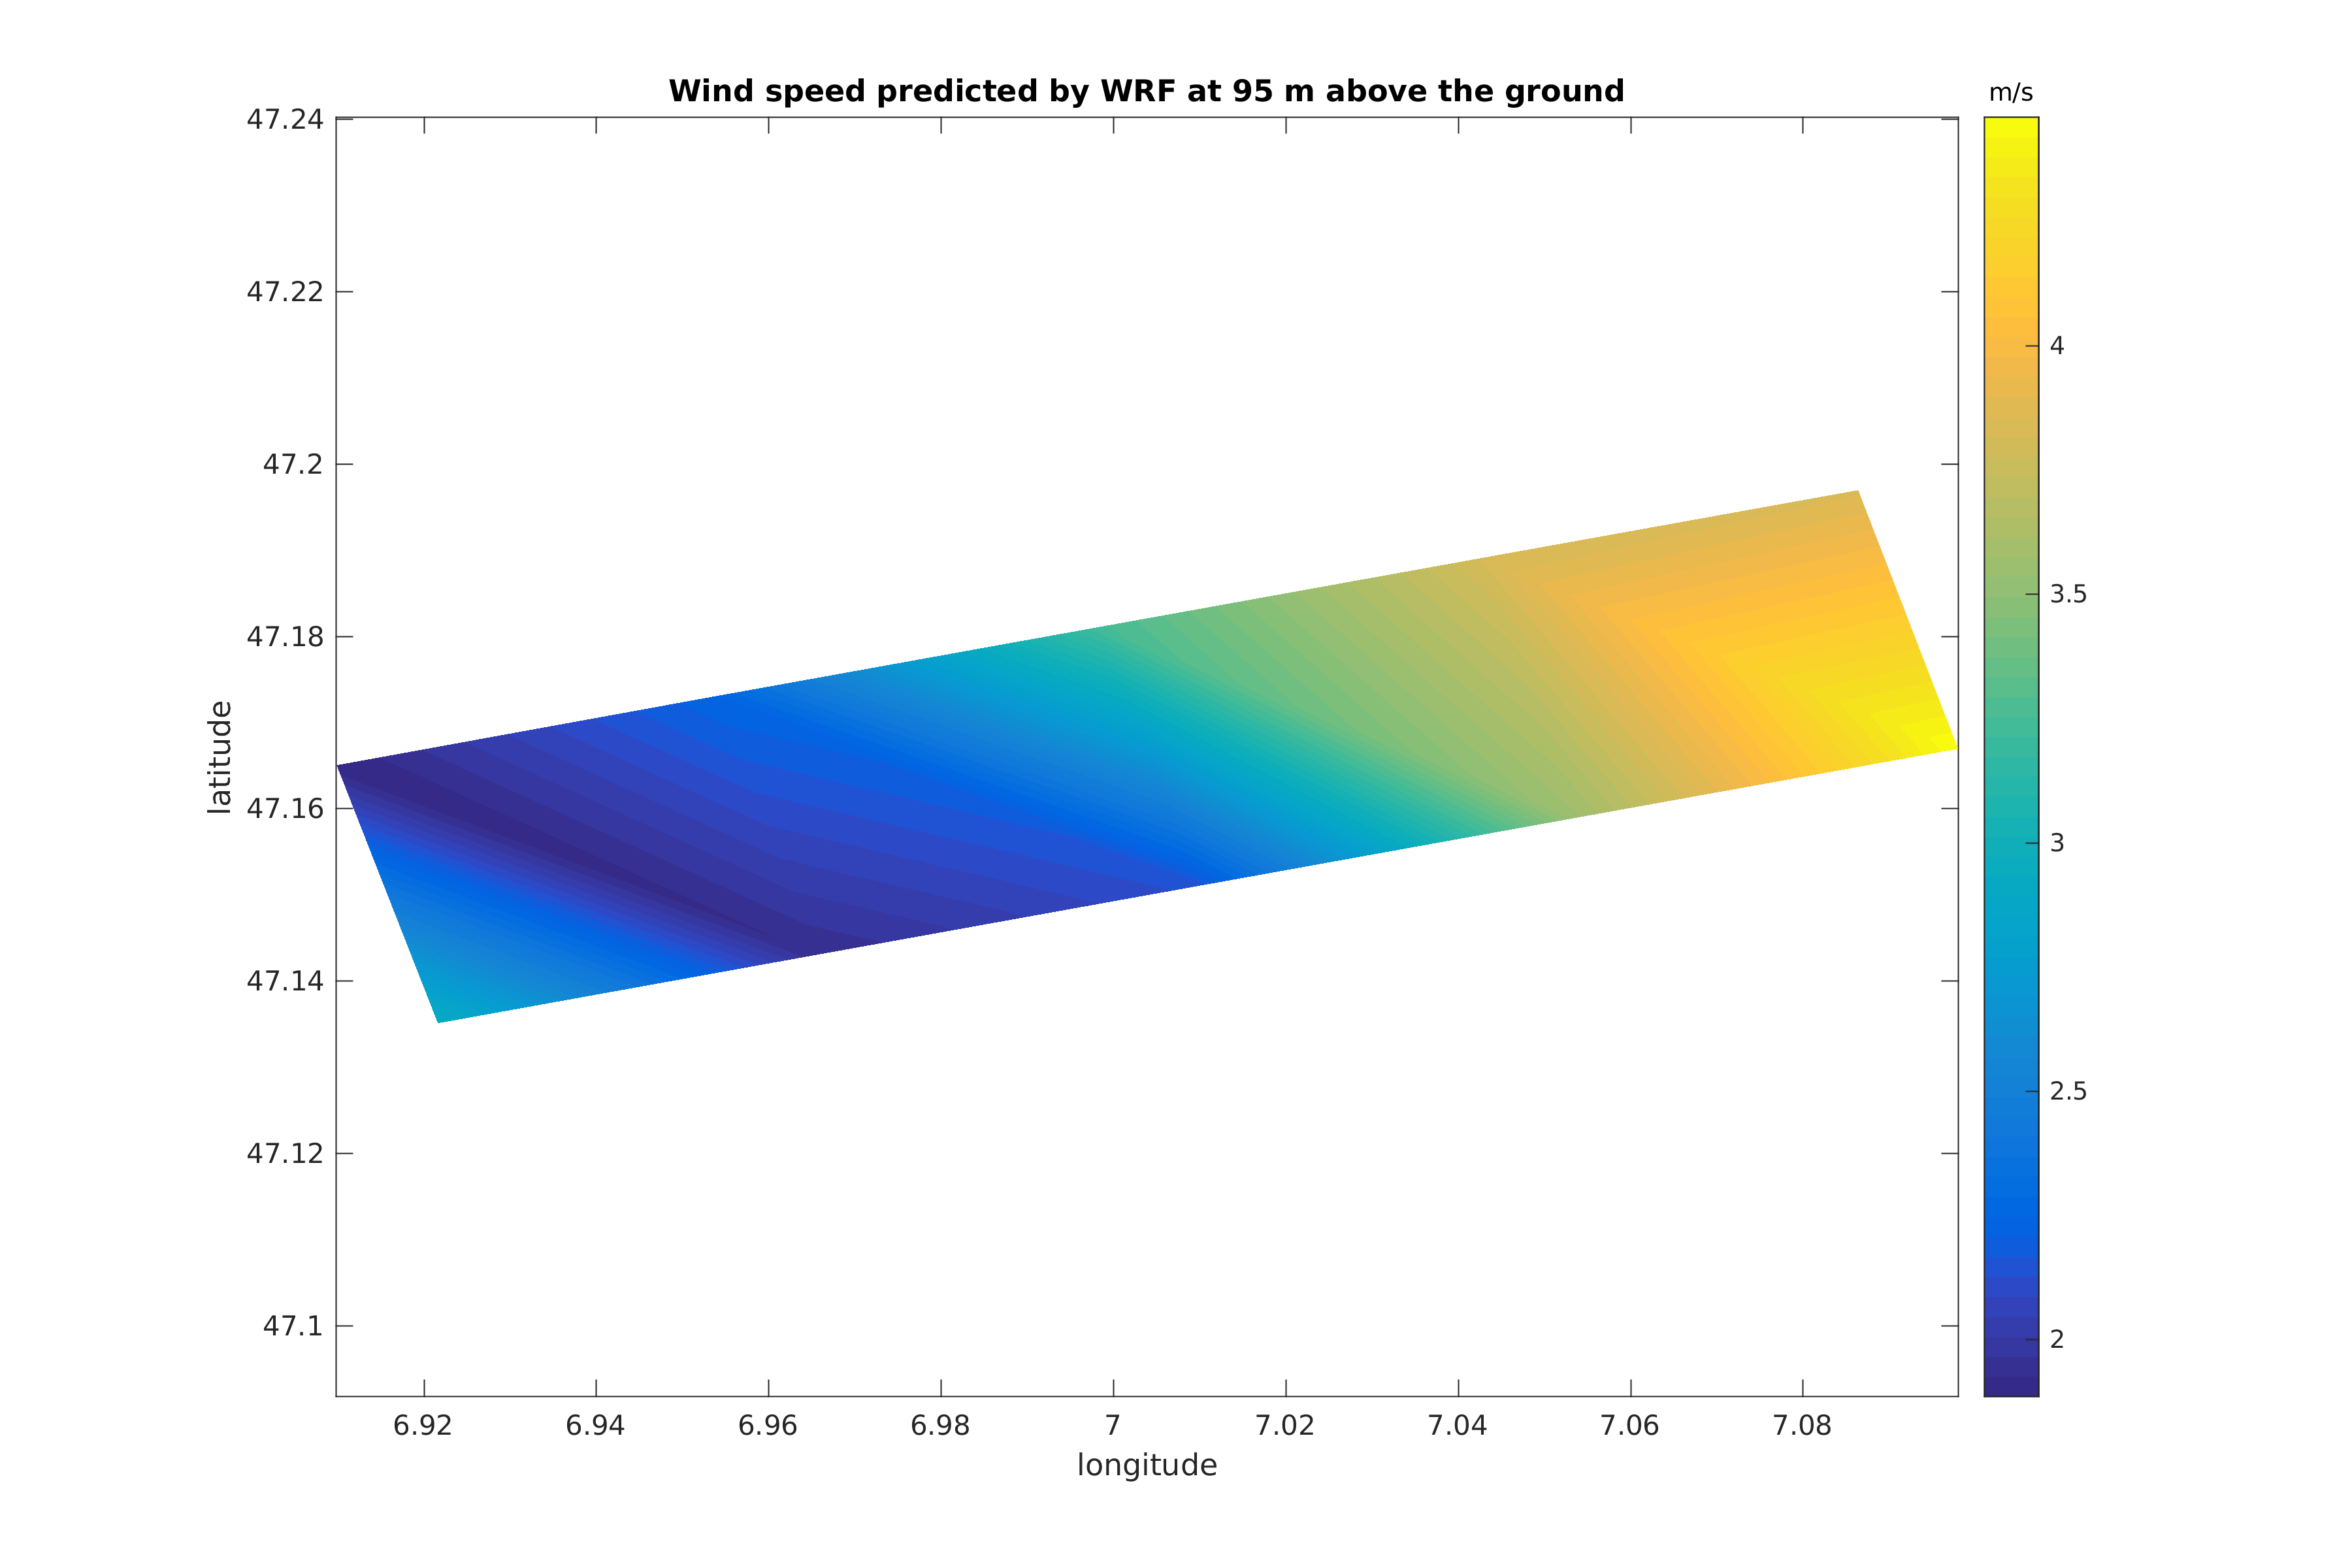 Wind speed predicted by WRF at 95 m above the ground
m/s
47.24
47.22
47.2
47.18
47.16
47.14
47.12
47.1
latitude
6.92 6.94 6.96 6.98 7 7.02 7.04 7.06 7.08
longitude
4
3.5
3
2.5
2